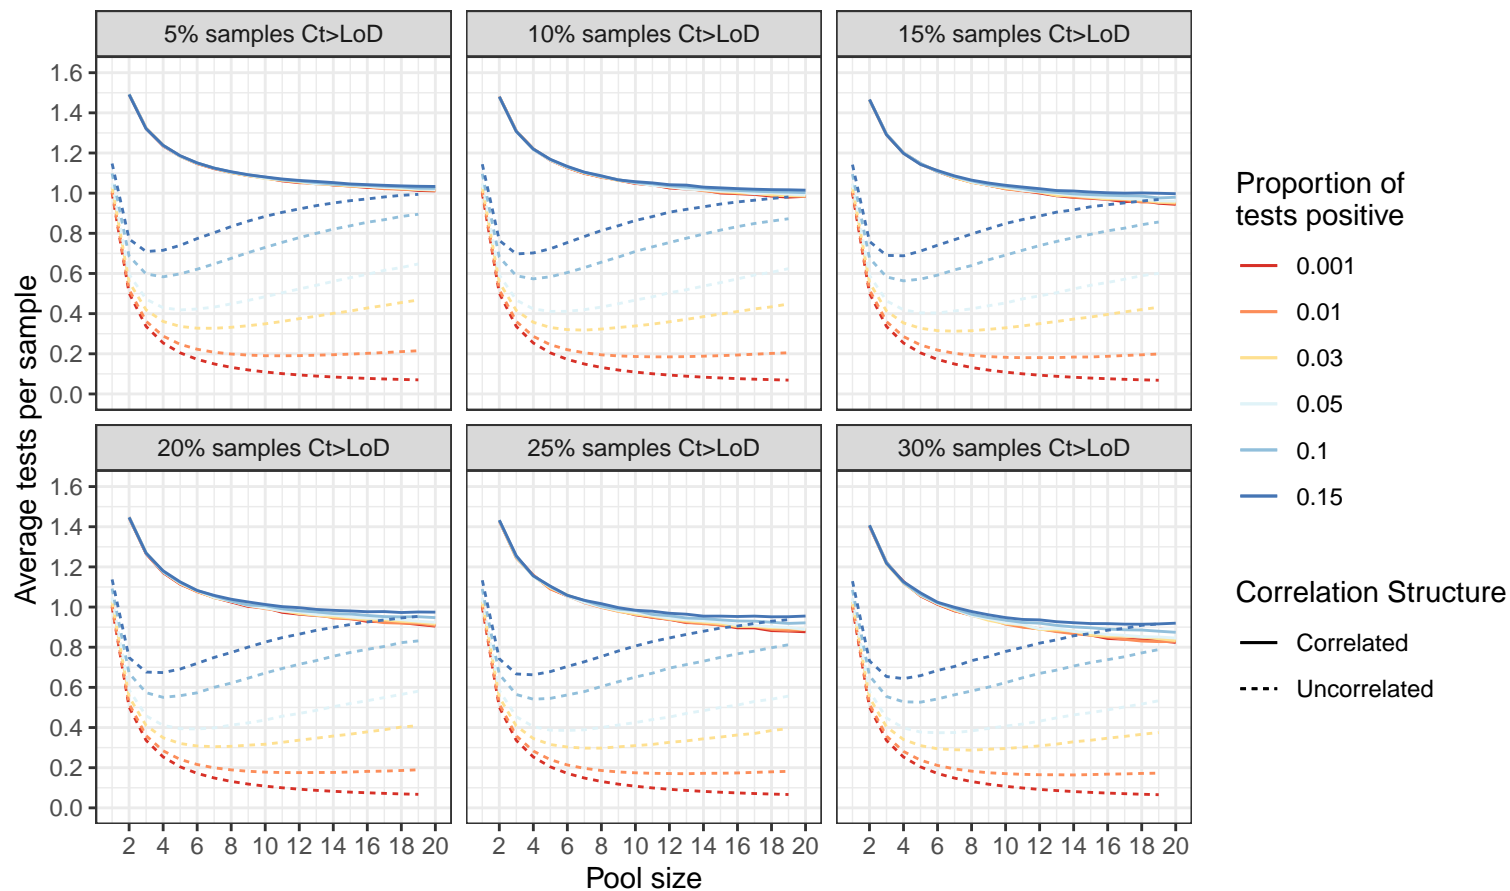 5% samples Ct>LoD
10% samples Ct>LoD
15% samples Ct>LoD
1.6
1.4
1.2
1.0
0.8
0.6
0.4
0.2
0.0
20% samples Ct>LoD
25% samples Ct>LoD
30% samples Ct>LoD
1.6
1.4
1.2
1.0
0.8
0.6
0.4
0.2
0.0
Average tests per sample
2 4 6 8 10 12 14 16 18 20
2 4 6 8 10 12 14 16 18 20
2 4 6 8 10 12 14 16 18 20
Pool size
Proportion of
tests positive
0.001
0.01
0.03
0.05
0.1
0.15
Correlation Structure
Correlated
Uncorrelated